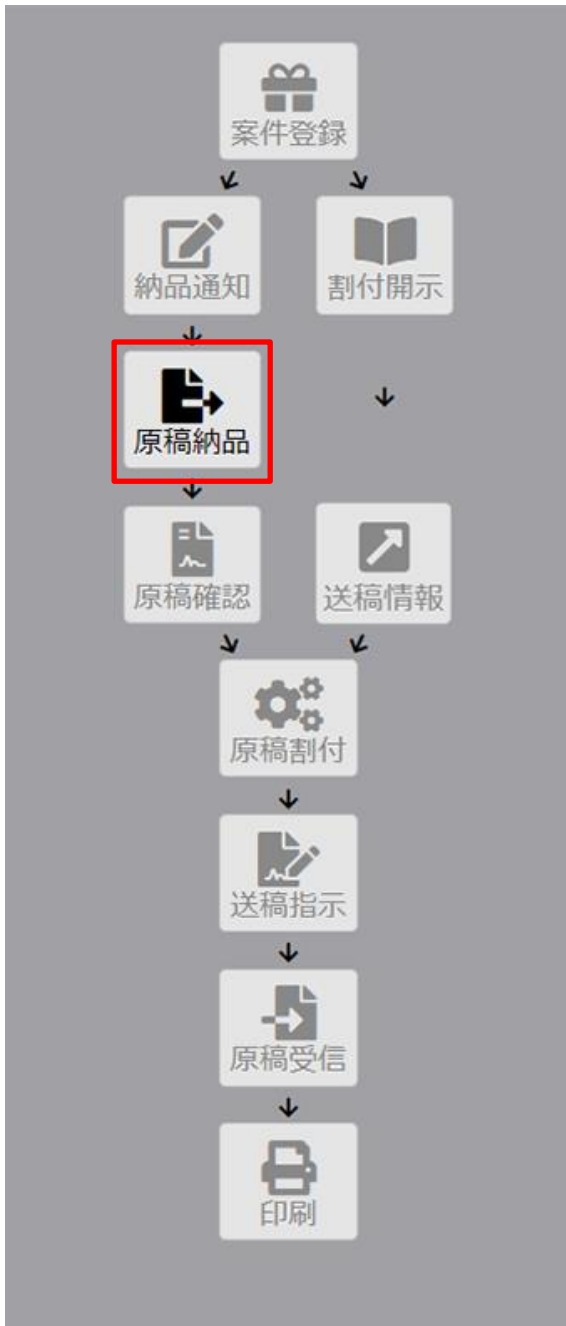 案件登録
納品通知
割付開示
原稿納品
原稿確認
送稿情報
原稿割付
送稿指示
原稿受信
印刷